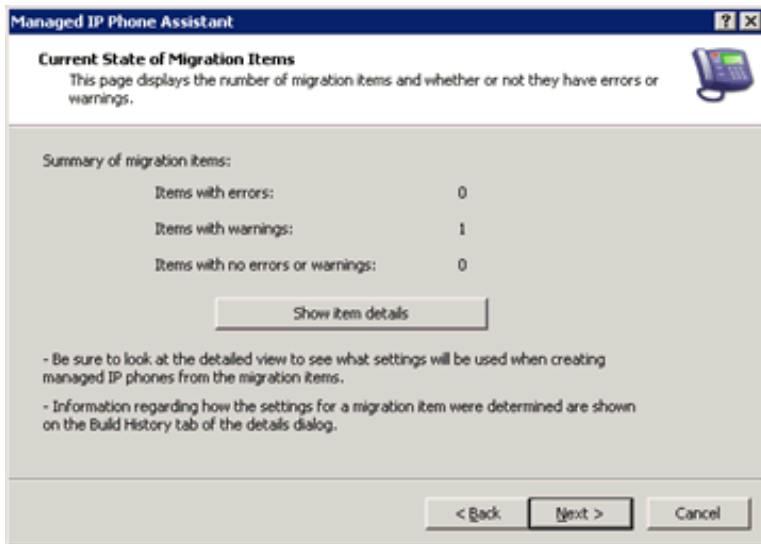 Managed IP Phone Assistant
Current State of Migration Items
This page displays the number of migration items and whether or not they have errors or
warnings.
Summary of migration items:
Items with errors: 0
Items with warnings: 1
Items with no errors or warnings: 0
Show item details
- Be sure to look at the detailed view to see what settings will be used when creating
managed IP phones from the migration items.
- Information regarding how the settings for a migration item were determined are shown
on the Build History tab of the details dialog.
< Back Next > Cancel